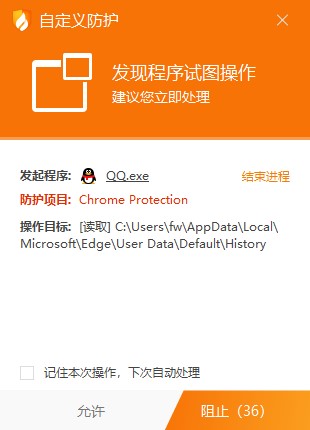 自定义防护
发现程序试图操作
建议您立即处理
发起程序: QQ.exe 结束进程
防护项目: Chrome Protection
操作目标: [读取] C:\Users\fw\AppData\Local\
Microsoft\Edge\User Data\Default\History
记住本次操作，下次自动处理
允许 阻止（36）